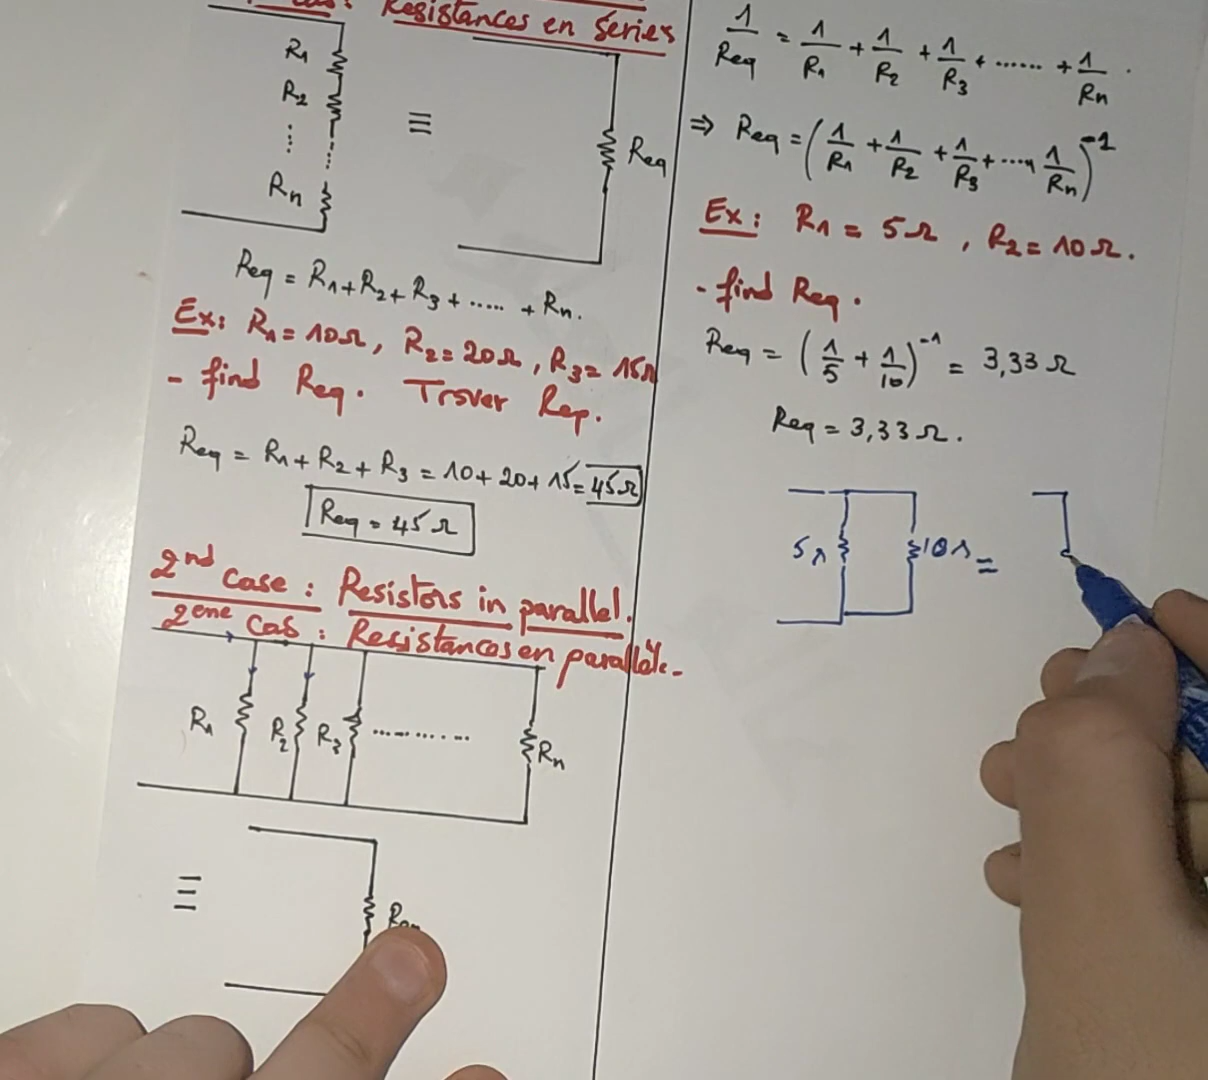 Resistances en Series
R1
R2
....
Rn
≡
Req
Req = R1+R2+R3+.....+Rn.
Ex: R1=10Ω, R2=20Ω, R3=15Ω
- find Req. Trover Rep.
Req = R1+R2+R3=10+20+15=45Ω
Req = 45Ω
2nd case: Resistors in parallel.
2eme Cas: Resistances en parallèle.
R1
R2
R3
..........
Rn
≡
1/Req = 1/R1 + 1/R2 + 1/R3 + ...... + 1/Rn.
⇒ Req = (1/R1 + 1/R2 + 1/R3 + .... 1/Rn)^-1
Ex: R1 = 5Ω, R2=10Ω.
- find Req.
Req = (1/5 + 1/10)^-1 = 3,33Ω
Req = 3,33Ω.
5Ω
10Ω
=